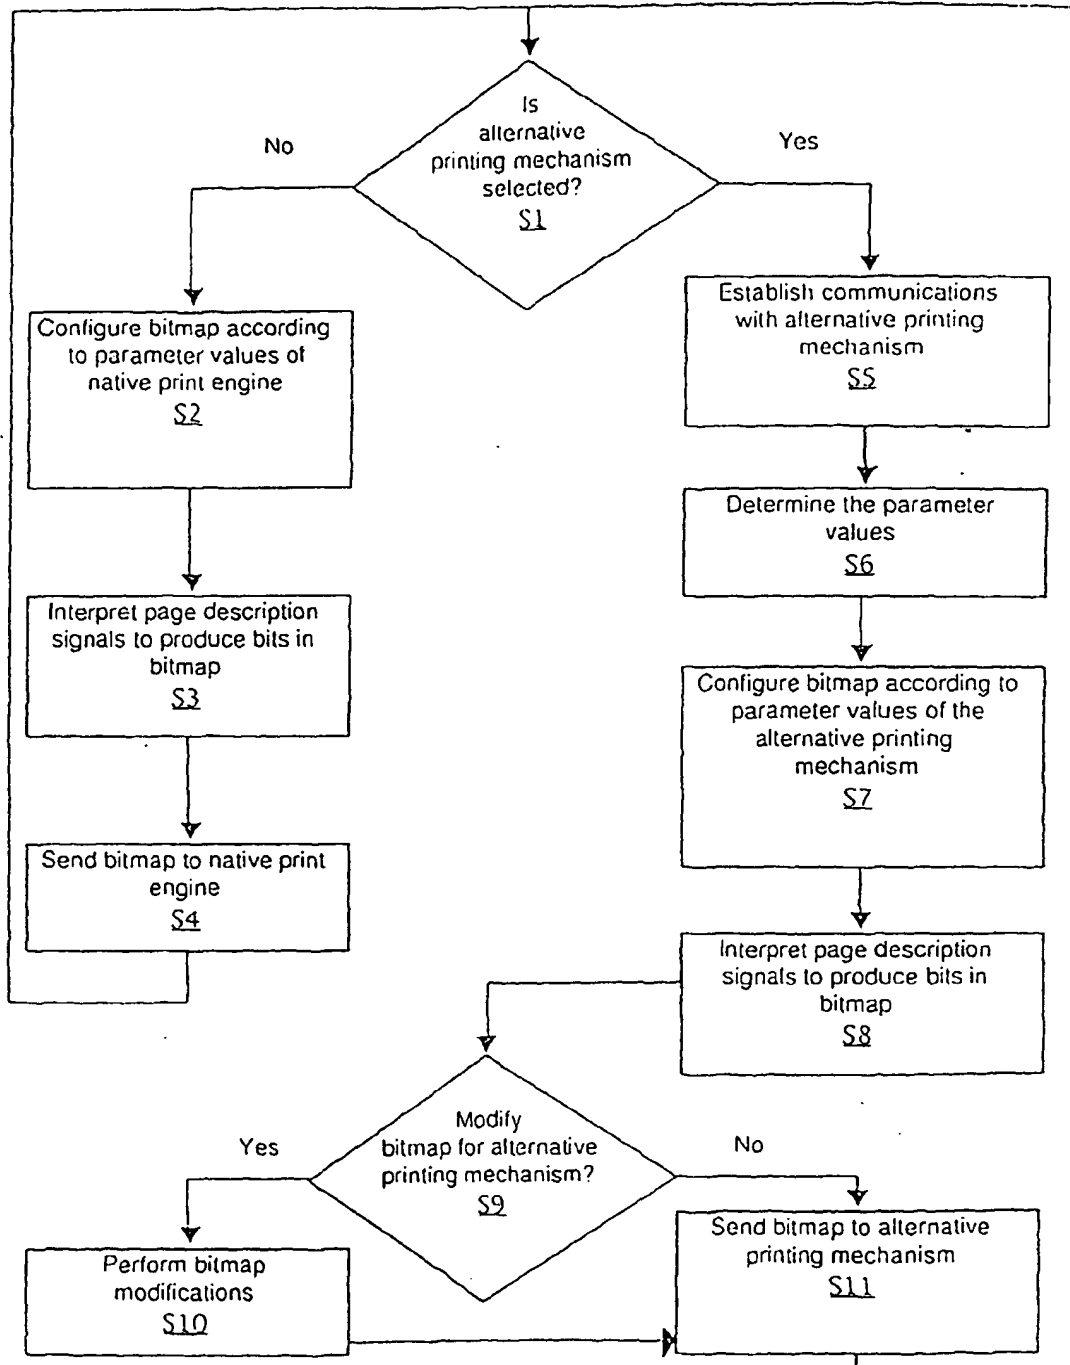 Is
alternative
printing mechanism
selected?
S1
No
Yes
Configure bitmap according
to parameter values of
native print engine
S2
Interpret page description
signals to produce bits in
bitmap
S3
Send bitmap to native print
engine
S4
Establish communications
with alternative printing
mechanism
S5
Determine the parameter
values
S6
Configure bitmap according to
parameter values of the
alternative printing
mechanism
S7
Interpret page description
signals to produce bits in
bitmap
S8
Modify
bitmap for alternative
printing mechanism?
S9
Yes
No
Perform bitmap
modifications
S10
Send bitmap to alternative
printing mechanism
S11